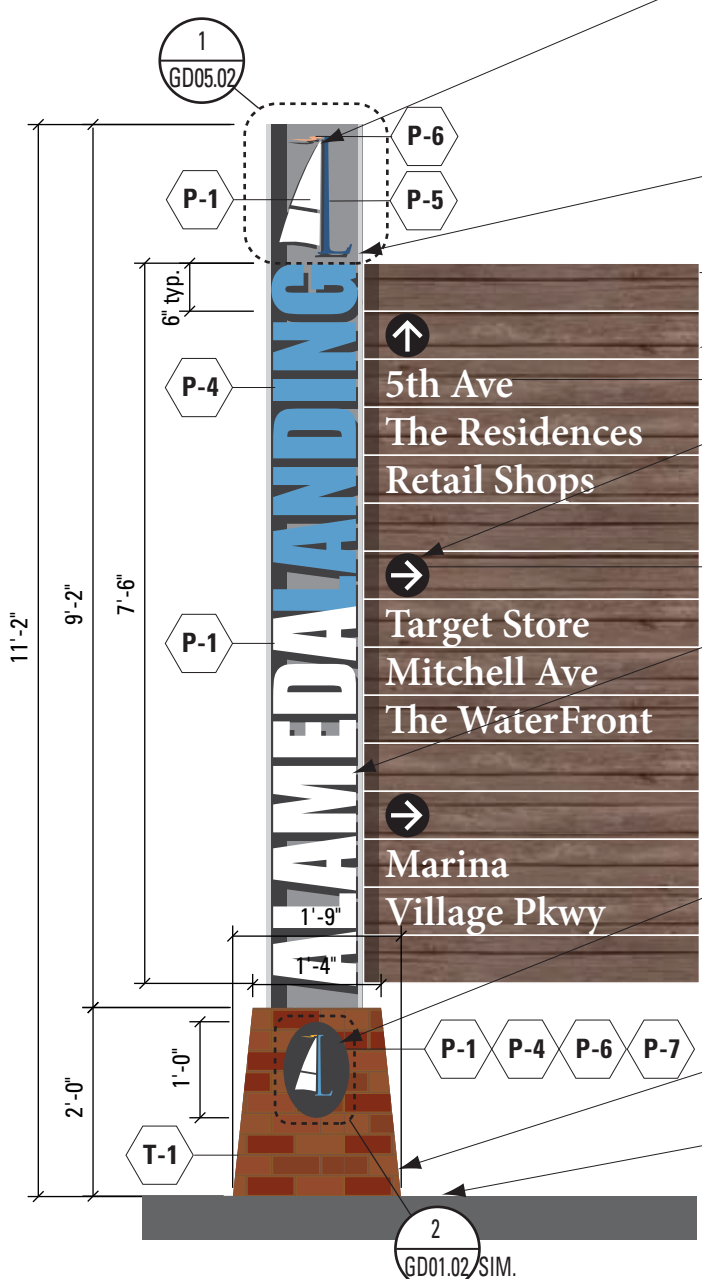 1
GD05.02
P-6
P-1
P-5
6" typ.
P-4
LANDING
5th Ave
The Residences
Retail Shops
11'-2"
9'-2"
7'-6"
P-1
ALAMEDA
Target Store
Mitchell Ave
The WaterFront
Marina
Village Pkwy
1'-9"
1'-4"
2'-0"
1'-0"
L
L
P-1
P-4
P-6
P-7
T-1
2
GD01.02 SIM.